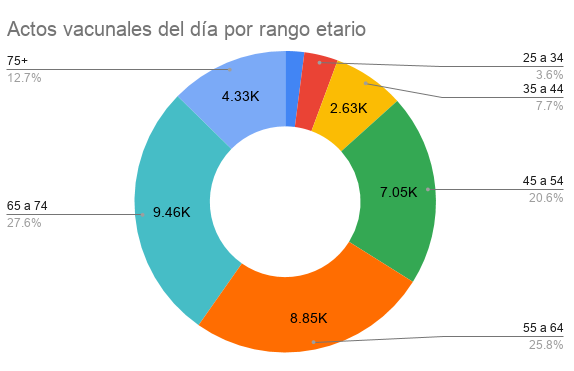 Actos vacunales del día por rango etario
75+
12.7%
25 a 34
3.6%
35 a 44
7.7%
4.33K
2.63K
45 a 54
20.6%
7.05K
65 a 74
27.6%
9.46K
8.85K
55 a 64
25.8%